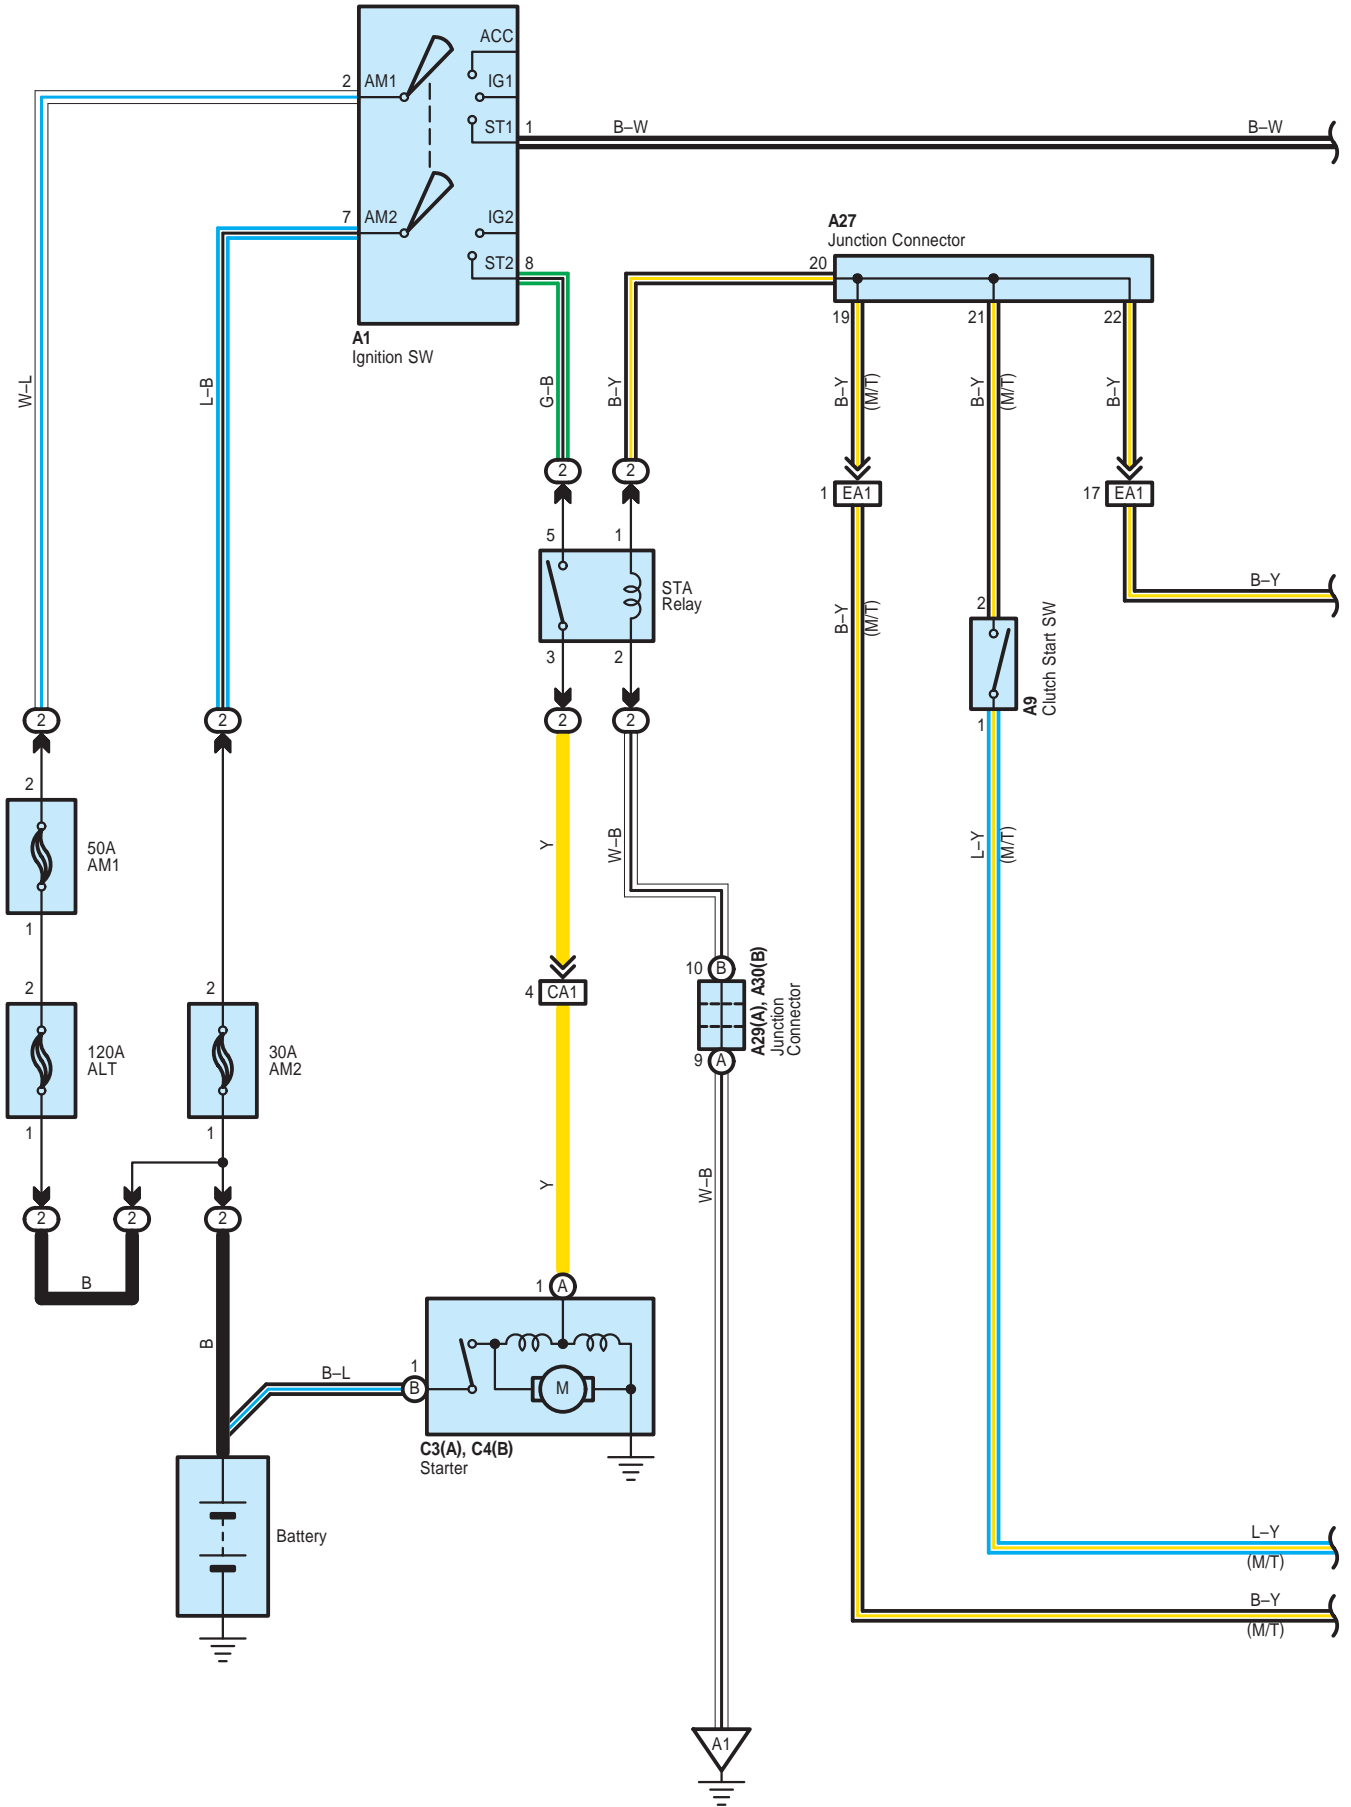 ACC
2 AM1 IG1
ST1 1 B–W B–W
7 AM2 IG2
ST2 8
A1
Ignition SW
A27
Junction Connector
20
19 21 22
W–L
L–B
G–B
B–Y
B–Y
(M/T)
B–Y
(M/T)
B–Y
2 2
1 EA1
17 EA1
5 1
STA
Relay
3 2
B–Y
(M/T)
B–Y
2
A9
Clutch Start SW
1
2 2 2 2
2
50A
AM1
1
Y
W–B
L–Y
(M/T)
2
120A
ALT
1
2
30A
AM2
1
4 CA1
10 B
A29(A), A30(B)
Junction
Connector
9 A
Y
W–B
2 2 2
B
B
1 A
B–L
1
B
M
C3(A), C4(B)
Starter
Battery
L–Y
(M/T)
B–Y
(M/T)
A1